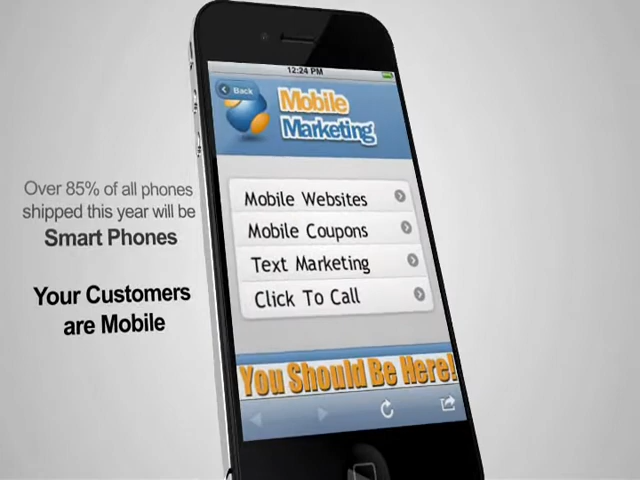 Over 85% of all phones
shipped this year will be
Smart Phones
Your Customers
are Mobile
12:24 PM
Back
Mobile
Marketing
Mobile Websites
Mobile Coupons
Text Marketing
Click To Call
You Should Be Here!